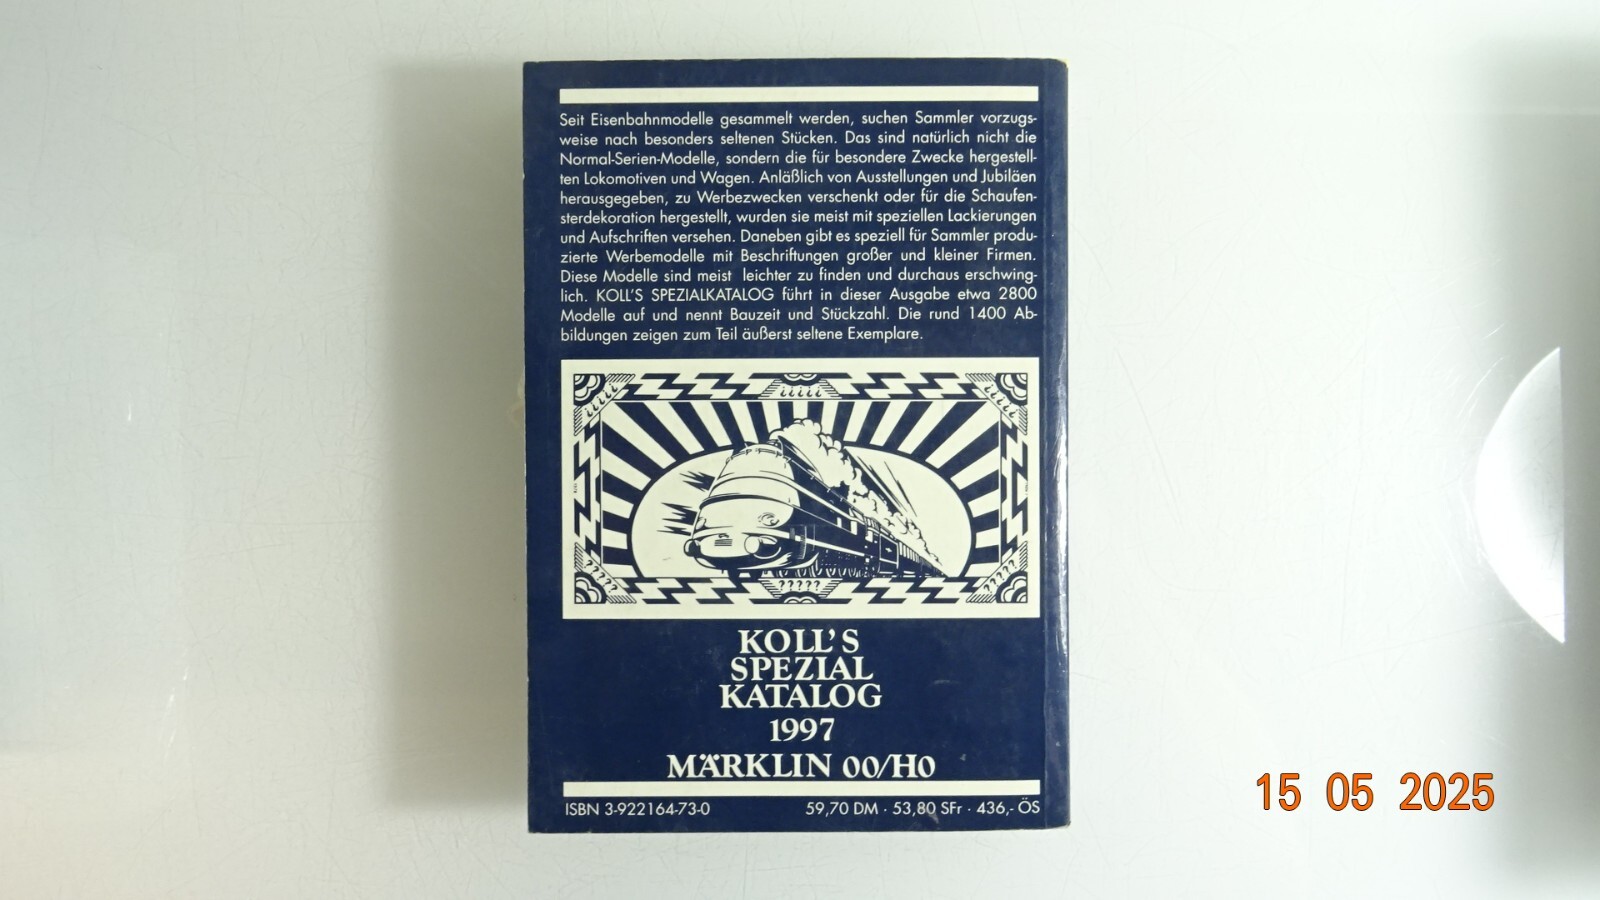 Seit Eisenbahnmodelle gesammelt werden, suchen Sammler vorzugs-
weise nach besonders seltenen Stücken. Das sind natürlich nicht die
Normal-Serien-Modelle, sondern die für besondere Zwecke hergestell-
ten Lokomotiven und Wagen. Anläßlich von Ausstellungen und Jubiläen
herausgegeben, zu Werbezwecken verschenkt oder für die Schaufen-
sterdekoration hergestellt, wurden sie meist mit speziellen Lackierungen
und Aufschriften versehen. Daneben gibt es speziell für Sammler produ-
zierte Werbemodelle mit Beschriftungen großer und kleiner Firmen.
Diese Modelle sind meist leichter zu finden und durchaus erschwing-
lich. KOLL'S SPEZIALKATALOG führt in dieser Ausgabe etwa 2800
Modelle auf und nennt Bauzeit und Stückzahl. Die rund 1400 Ab-
bildungen zeigen zum Teil äußerst seltene Exemplare.
¿¿¿¿¿
¿¿¿¿¿
¿¿¿¿¿
?????
?????
?????
KOLL'S
SPEZIAL
KATALOG
1997
MÄRKLIN 00/H0
ISBN 3-922164-73-0 59,70 DM · 53,80 SFr · 436,- ÖS
15 05 2025